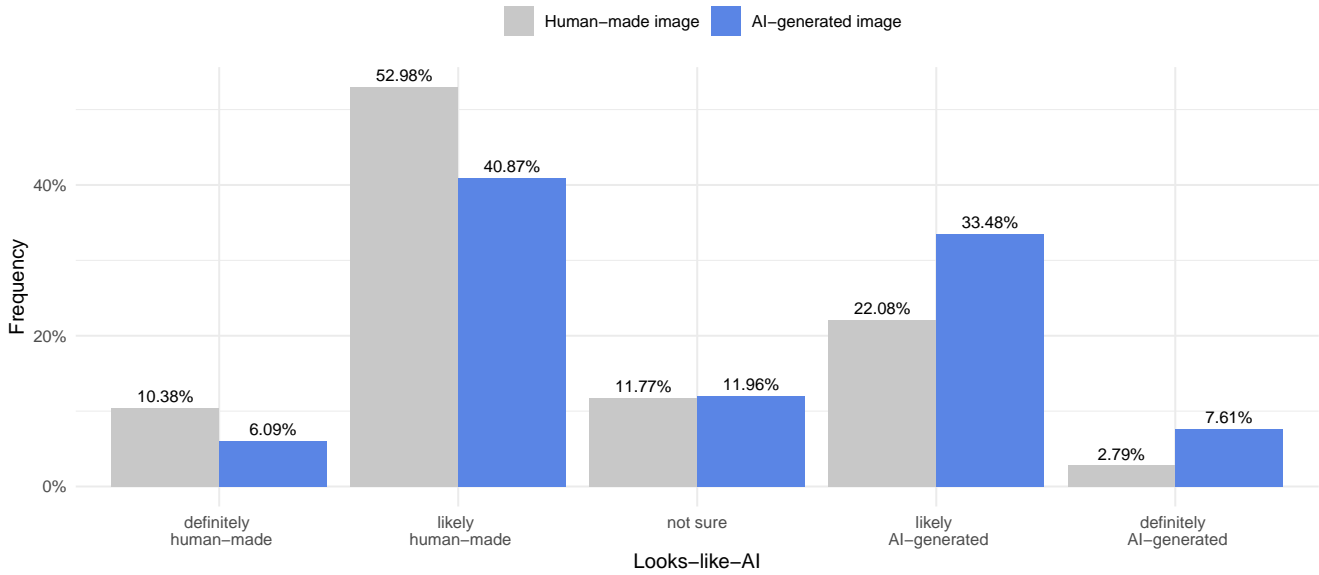 Human−made image AI−generated image
52.98%
40.87%
40%
33.48%
22.08%
20%
11.77% 11.96%
10.38%
7.61%
6.09%
2.79%
0%
Frequency
definitely likely not sure likely definitely
human−made human−made AI−generated AI−generated
Looks−like−AI